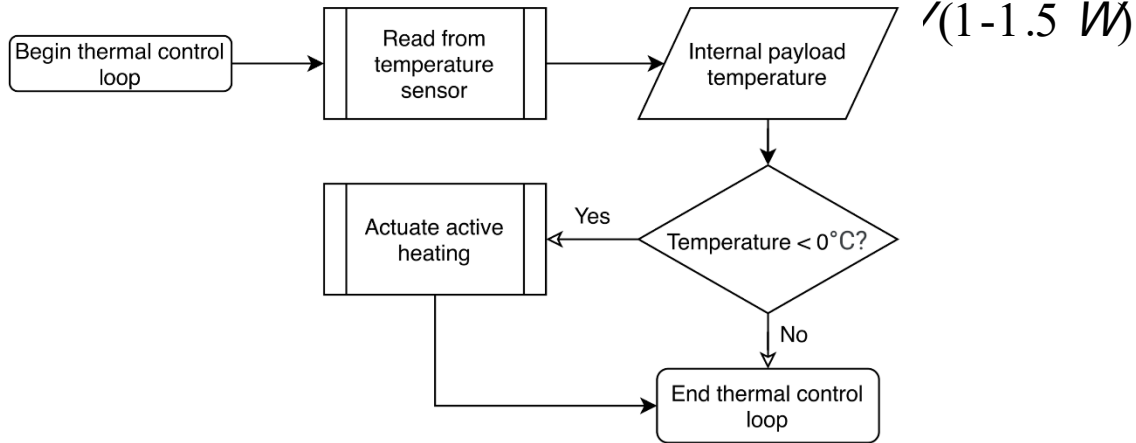 (1-1.5 W)
Begin thermal control
loop
Read from
temperature
sensor
Internal payload
temperature
Temperature < 0°C?
Yes
Actuate active
heating
No
End thermal control
loop